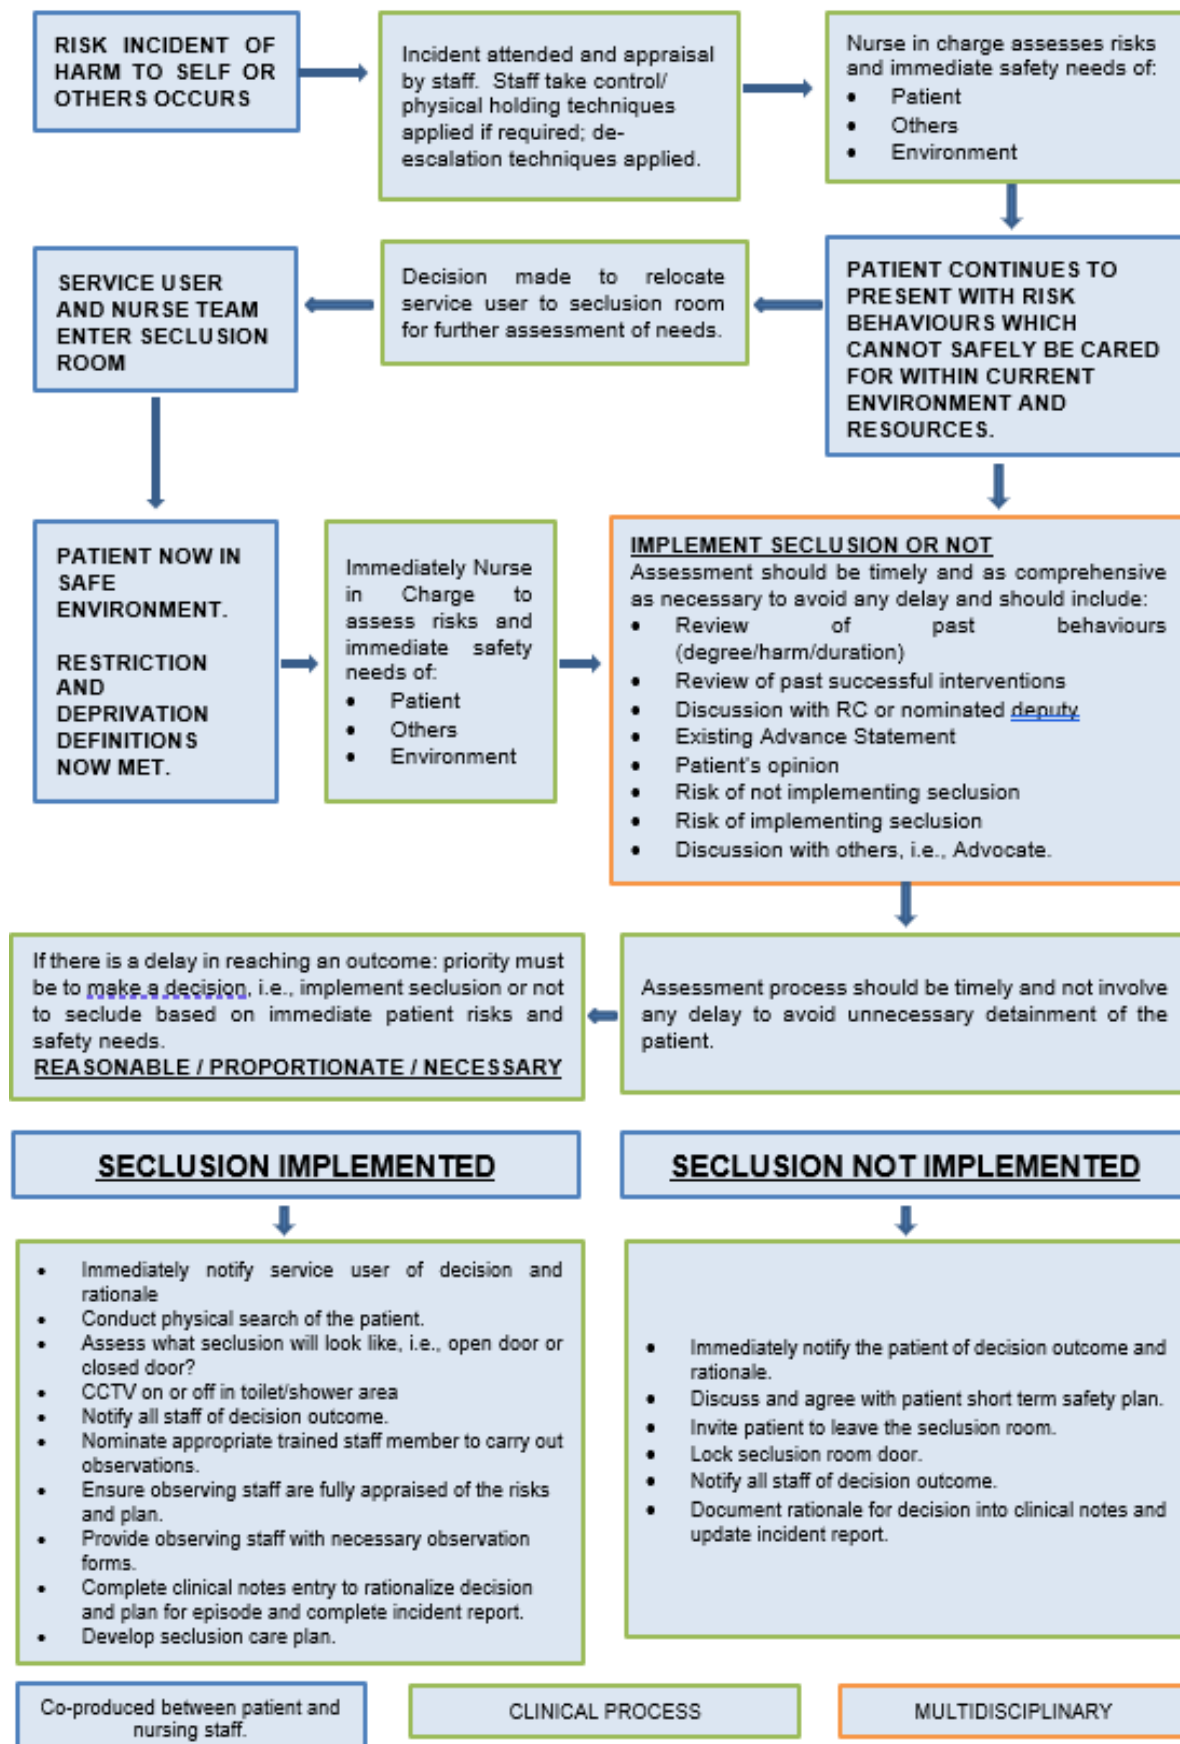 RISK INCIDENT OF
HARM TO SELF OR
OTHERS OCCURS
Incident attended and appraisal
by staff. Staff take control/
physical holding techniques
applied if required; de-
escalation techniques applied.
Nurse in charge assesses risks
and immediate safety needs of:
• Patient
• Others
• Environment
SERVICE USER
AND NURSE TEAM
ENTER SECLUSION
ROOM
Decision made to relocate
service user to seclusion room
for further assessment of needs.
PATIENT CONTINUES TO
PRESENT WITH RISK
BEHAVIOURS WHICH
CANNOT SAFELY BE CARED
FOR WITHIN CURRENT
ENVIRONMENT AND
RESOURCES.
PATIENT NOW IN
SAFE
ENVIRONMENT.
RESTRICTION
AND
DEPRIVATION
DEFINITIONS
NOW MET.
Immediately Nurse
in Charge to
assess risks and
immediate safety
needs of:
• Patient
• Others
• Environment
IMPLEMENT SECLUSION OR NOT
Assessment should be timely and as comprehensive
as necessary to avoid any delay and should include:
• Review of past behaviours
(degree/harm/duration)
• Review of past successful interventions
• Discussion with RC or nominated deputy
• Existing Advance Statement
• Patient's opinion
• Risk of not implementing seclusion
• Risk of implementing seclusion
• Discussion with others, i.e., Advocate.
If there is a delay in reaching an outcome: priority must
be to make a decision, i.e., implement seclusion or not
to seclude based on immediate patient risks and
safety needs.
REASONABLE / PROPORTIONATE / NECESSARY
Assessment process should be timely and not involve
any delay to avoid unnecessary detainment of the
patient.
SECLUSION IMPLEMENTED
SECLUSION NOT IMPLEMENTED
• Immediately notify service user of decision and
rationale
• Conduct physical search of the patient.
• Assess what seclusion will look like, i.e., open door or
closed door?
• CCTV on or off in toilet/shower area
• Notify all staff of decision outcome.
• Nominate appropriate trained staff member to carry out
observations.
• Ensure observing staff are fully appraised of the risks
and plan.
• Provide observing staff with necessary observation
forms.
• Complete clinical notes entry to rationalize decision
and plan for episode and complete incident report.
• Develop seclusion care plan.
• Immediately notify the patient of decision outcome and
rationale.
• Discuss and agree with patient short term safety plan.
• Invite patient to leave the seclusion room.
• Lock seclusion room door.
• Notify all staff of decision outcome.
• Document rationale for decision into clinical notes and
update incident report.
Co-produced between patient and
nursing staff.
CLINICAL PROCESS
MULTIDISCIPLINARY